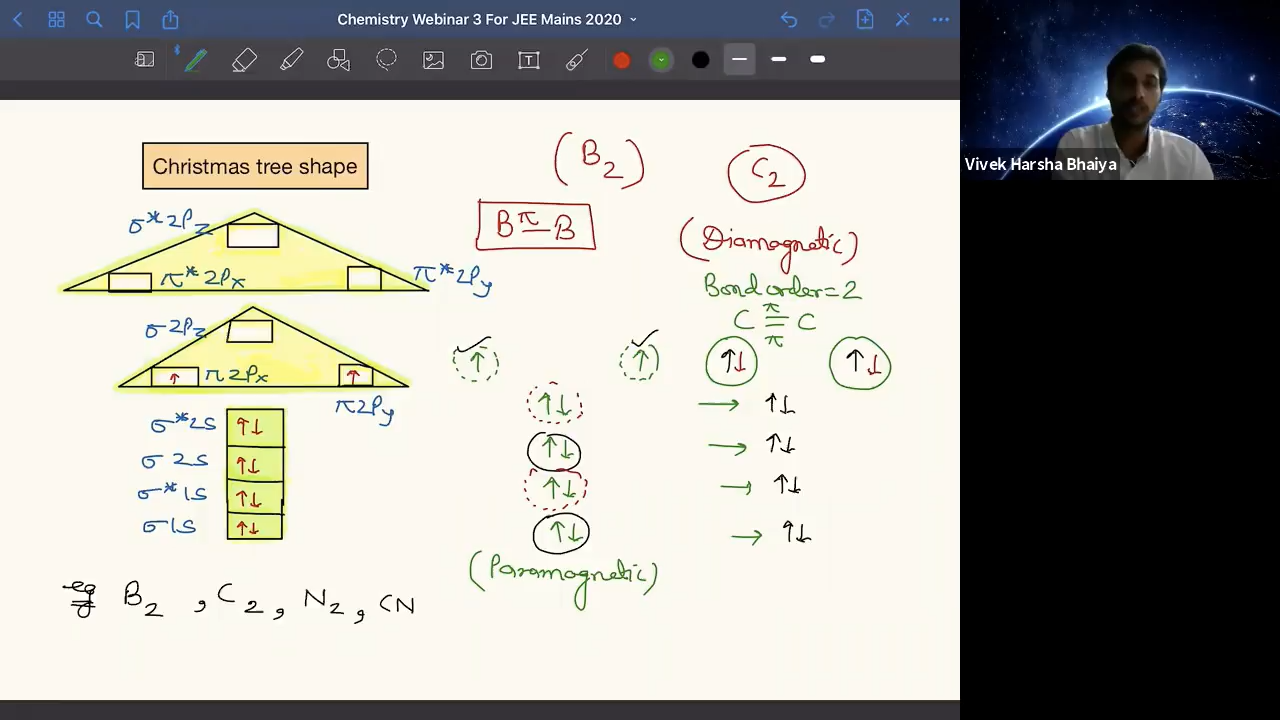 Chemistry Webinar 3 For JEE Mains 2020
T
Vivek Harsha Bhaiya
Christmas tree shape
(B2)
C2
B π— B
(Diamagnetic)
Bond order=2
π
C = C
π
σ*2Pz
π*2Px
π*2Py
σ2Pz
↑ π2Px ↑
π2Py
↑ ↑ ↑↓ ↑↓
σ*2S ↑↓ ↑↓ → ↑↓
σ 2S ↑↓ ↑↓ → ↑↓
σ*1S ↑↓ ↑↓ → ↑↓
σ1S ↑↓ ↑↓ → ↑↓
(Paramagnetic)
eg B2, C2, N2, CN